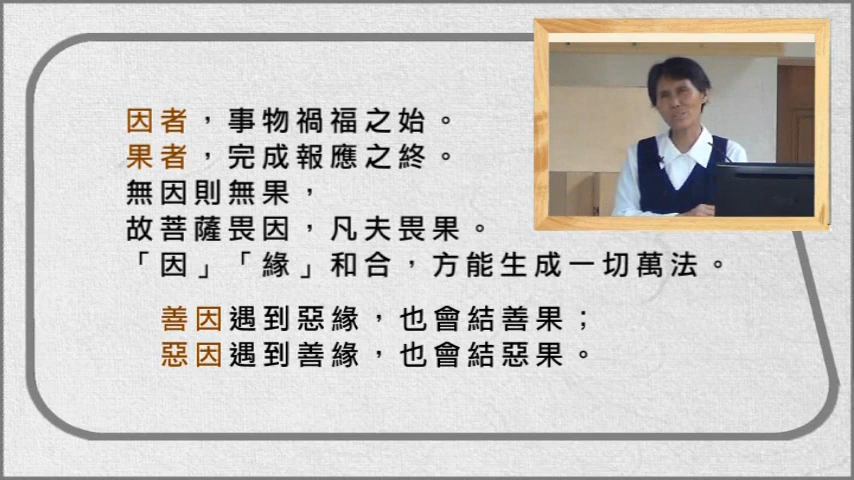 因者，事物禍福之始。
果者，完成報應之終。
無因則無果，
故菩薩畏因，凡夫畏果。
「因」「緣」和合，方能生成一切萬法。
善因遇到惡緣，也會結善果；
惡因遇到善緣，也會結惡果。